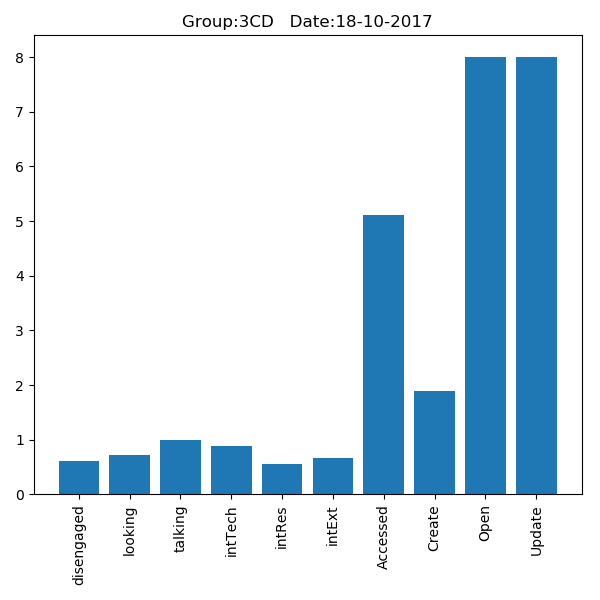 Group:3CD   Date:18-10-2017
8
7
6
5
4
3
2
1
0
disengaged
looking
talking
intTech
intRes
intExt
Accessed
Create
Open
Update